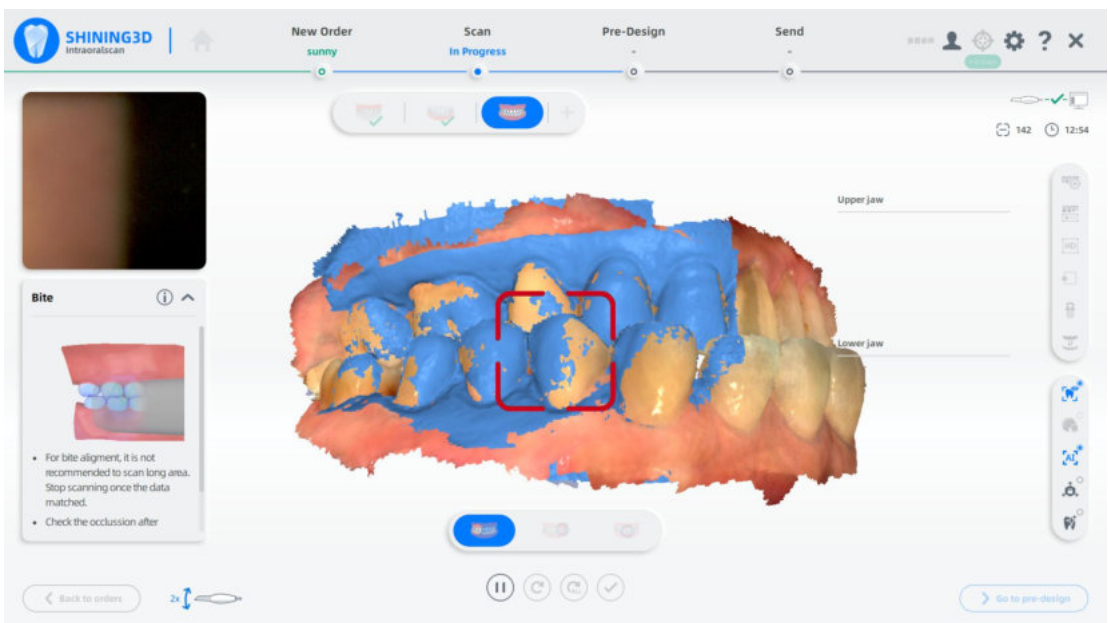 SHINING3D
Intraoralscan
New Order
sunny
Scan
In Progress
Pre-Design
-
Send
-
142
12:54
Upper jaw
Lower jaw
HD
AI
Bite
For bite aligment, it is not
recommended to scan long area.
Stop scanning once the data
matched.
Check the occlussion after
Back to orders
2x
Go to pre-design